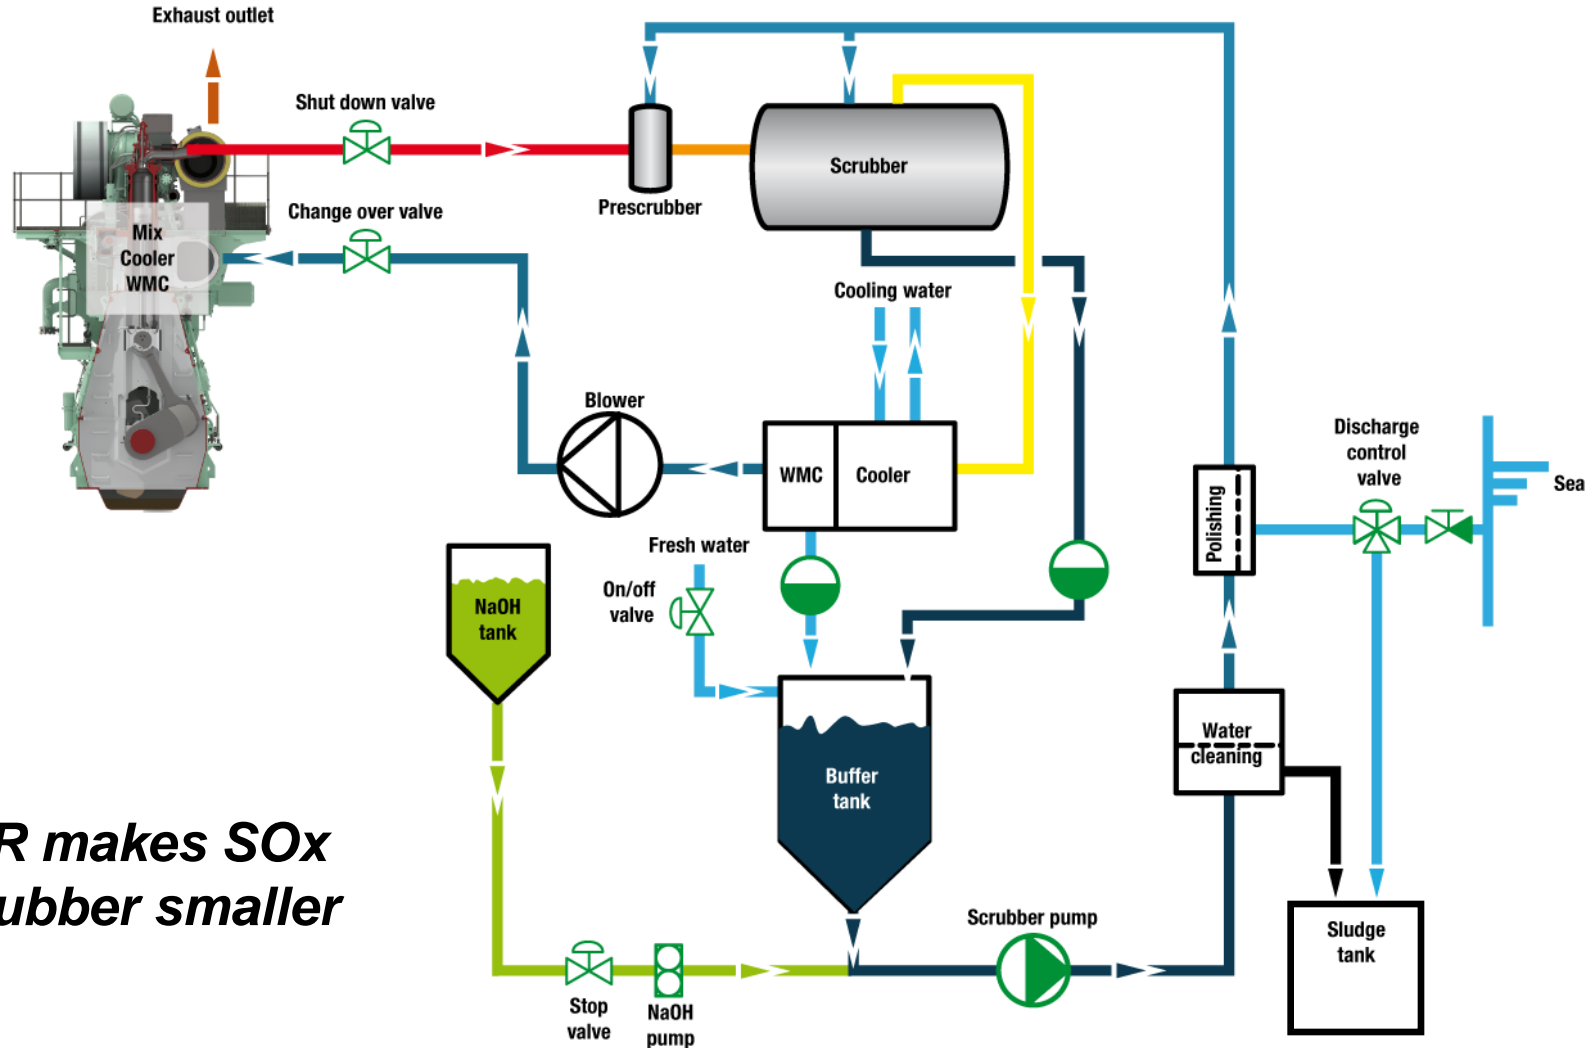 Exhaust outlet
Shut down valve
Scrubber
Prescrubber
Change over valve
Mix
Cooler
WMC
Cooling water
Blower
WMC
Cooler
Discharge
control
valve
Sea
Polishing
Fresh water
On/off
valve
NaOH
tank
Water
cleaning
Buffer
tank
R makes SOx
ubber smaller
Scrubber pump
Sludge
tank
Stop
valve
NaOH
pump